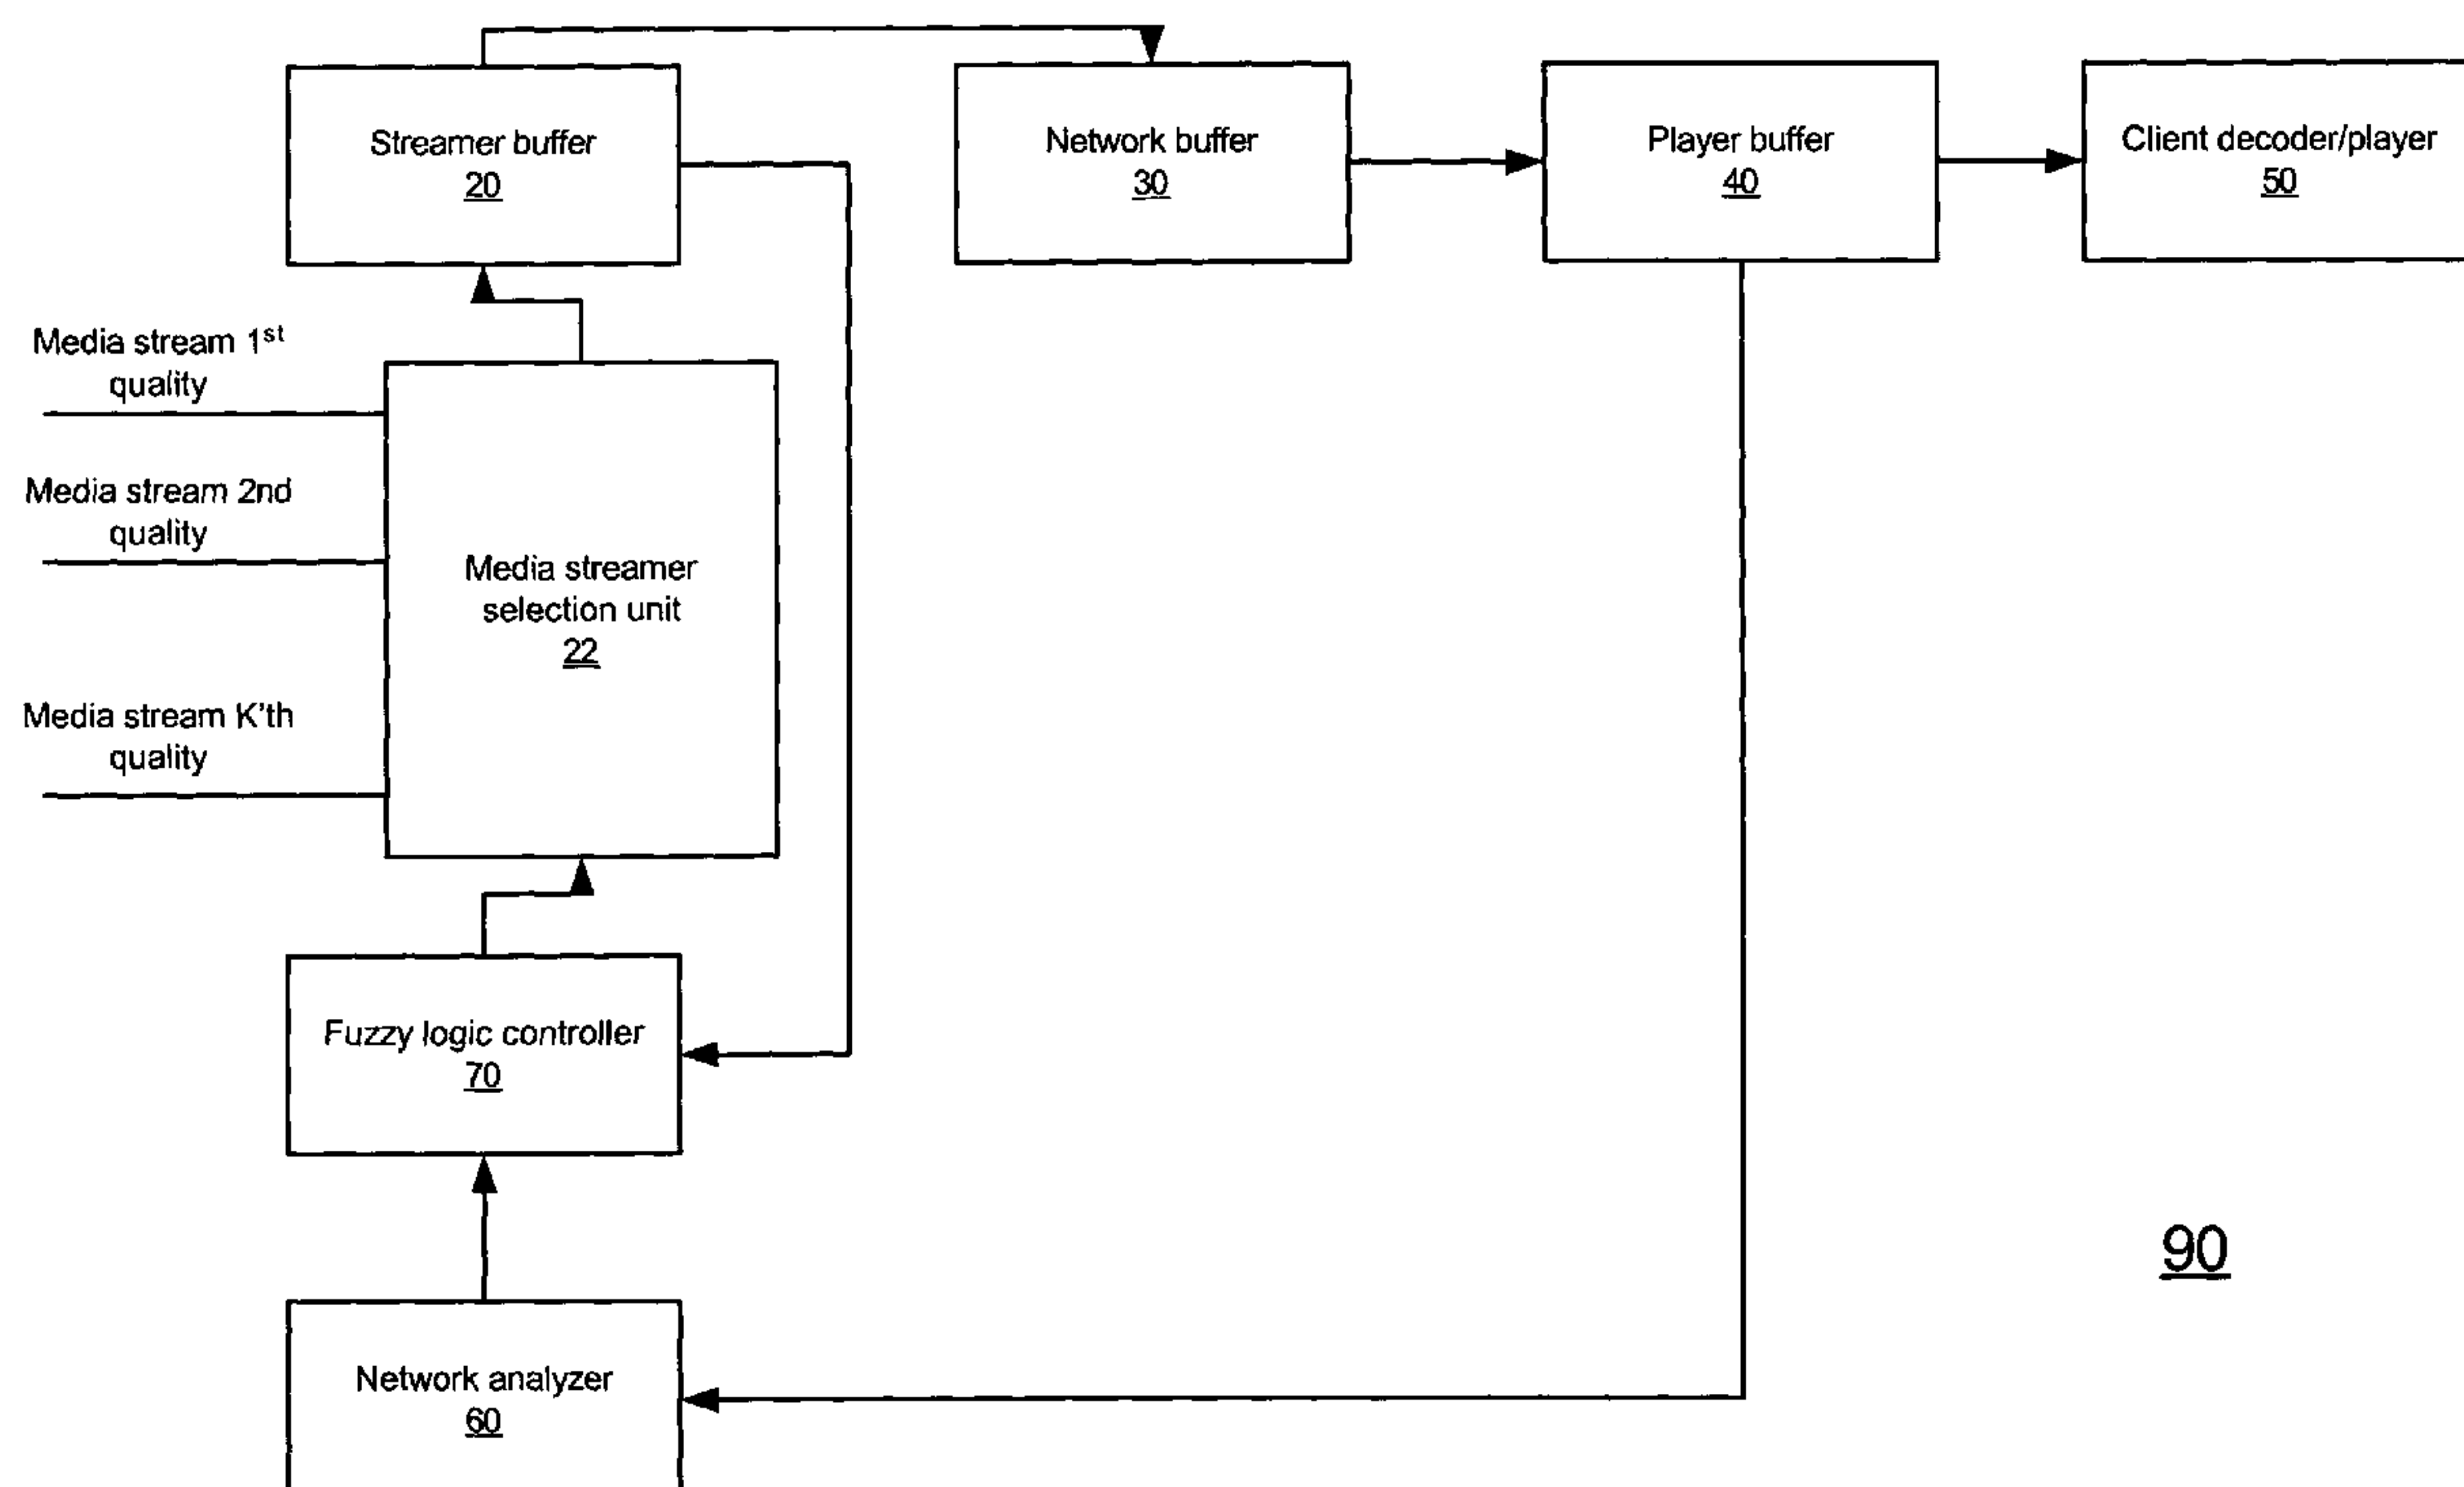 Streamer buffer
20
Network buffer
30
Player buffer
40
Client decoder/player
50
Media stream 1st
quality
Media stream 2nd
quality
Media streamer
selection unit
22
Media stream K'th
quality
Fuzzy logic controller
70
Network analyzer
60
90